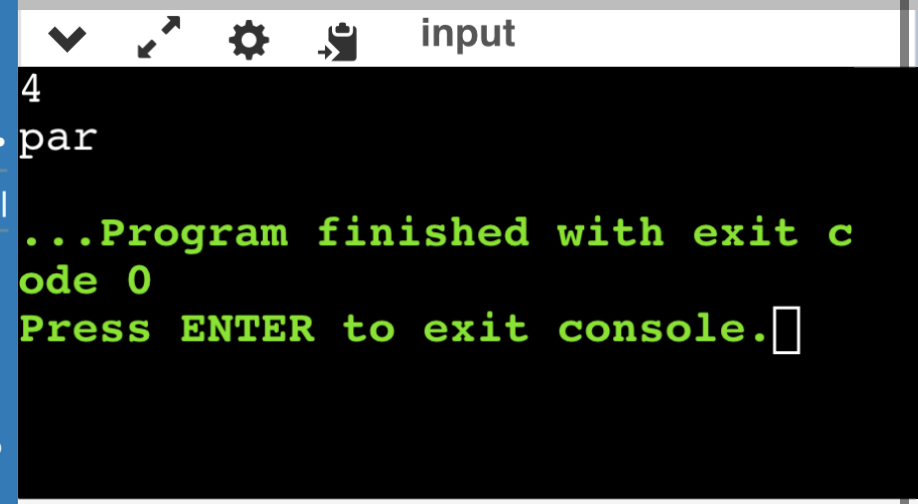 input
4
par
...Program finished with exit c
ode 0
Press ENTER to exit console.